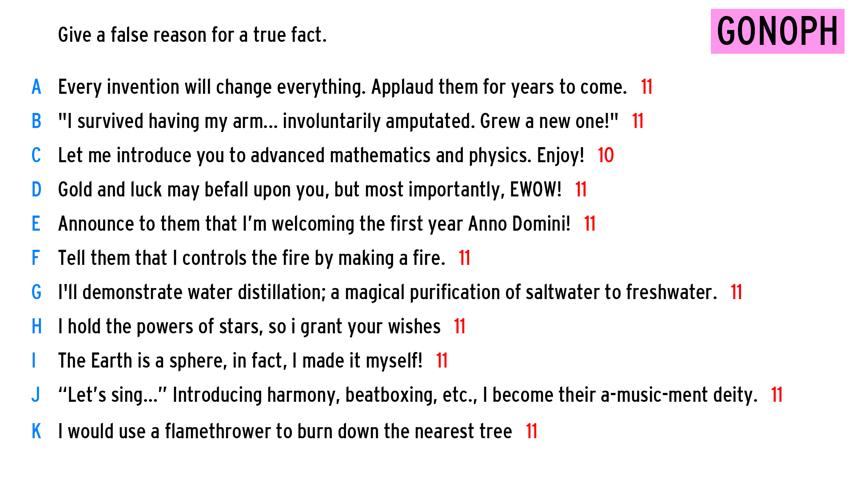 Give a false reason for a true fact.
GONOPH
A Every invention will change everything. Applaud them for years to come. 11
B "I survived having my arm... involuntarily amputated. Grew a new one!" 11
C Let me introduce you to advanced mathematics and physics. Enjoy! 10
D Gold and luck may befall upon you, but most importantly, EWOW! 11
E Announce to them that I'm welcoming the first year Anno Domini! 11
F Tell them that I controls the fire by making a fire. 11
G I'll demonstrate water distillation; a magical purification of saltwater to freshwater. 11
H I hold the powers of stars, so i grant your wishes 11
I The Earth is a sphere, in fact, I made it myself! 11
J “Let’s sing...” Introducing harmony, beatboxing, etc., I become their a-music-ment deity. 11
K I would use a flamethrower to burn down the nearest tree 11